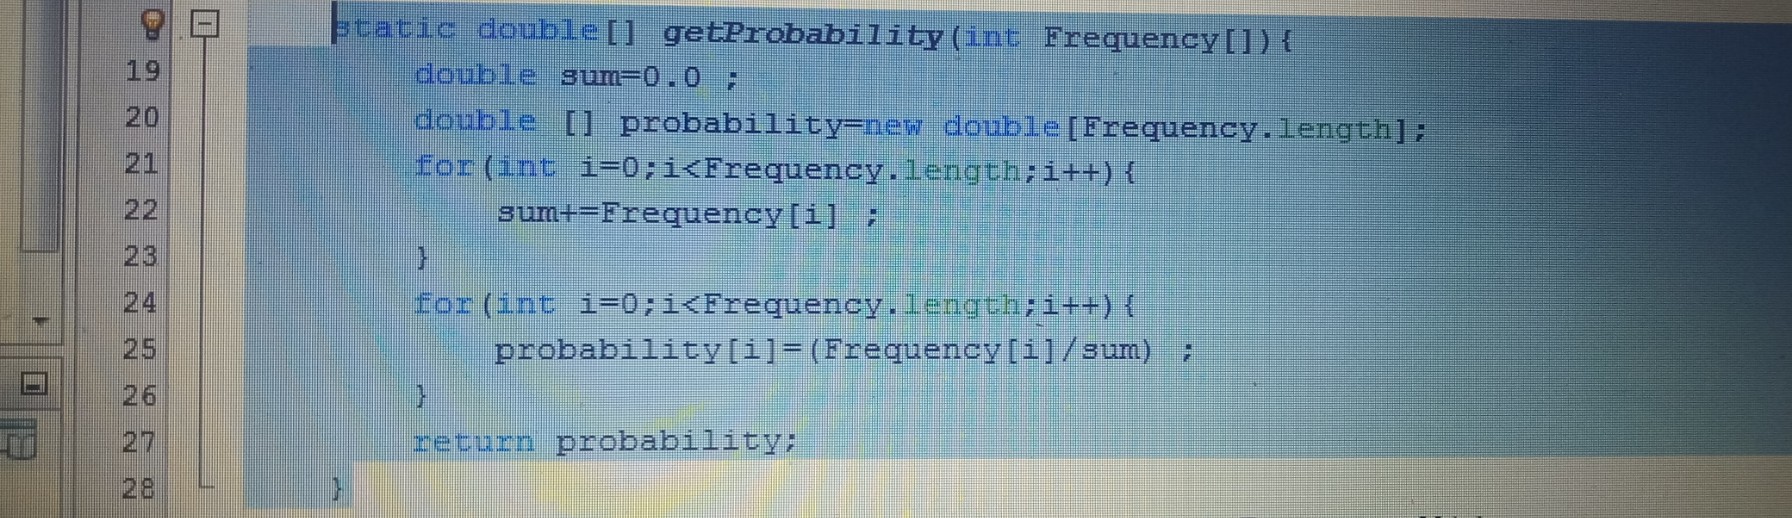 static double[] getProbability(int Frequency[]){
19 double sum=0.0 ;
20 double [] probability=new double[Frequency.length];
21 for(int i=0;i<Frequency.length;i++){
22 sum+=Frequency[i] ;
23 }
24 for(int i=0;i<Frequency.length;i++){
25 probability[i]=(Frequency[i]/sum) ;
26 }
27 return probability;
28 }